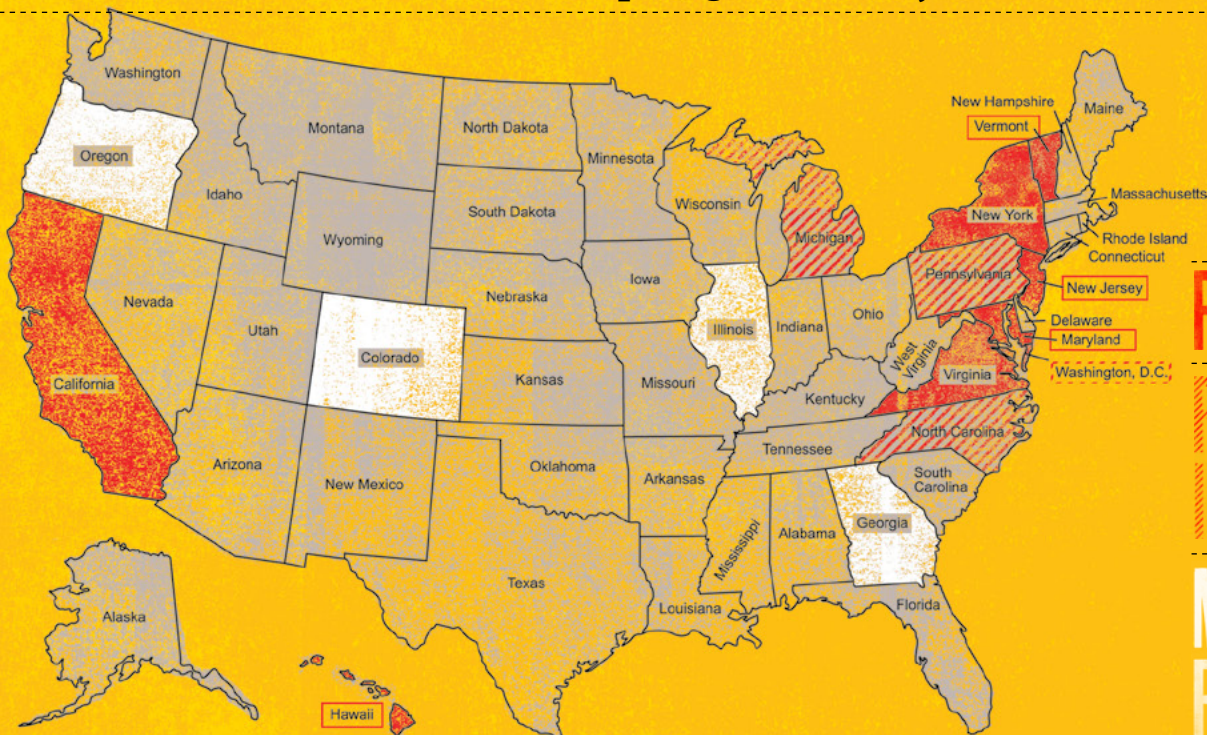 Washington
Montana
North Dakota
Minnesota
New Hampshire
Maine
Vermont
Oregon
Idaho
South Dakota
Wisconsin
Massachusetts
Wyoming
Michigan
New York
Rhode Island
Connecticut
Nevada
Iowa
Pennsylvania
New Jersey
Nebraska
Utah
Colorado
Illinois
Indiana
Ohio
Delaware
Maryland
California
Kansas
Missouri
West
Virginia
Virginia
Washington, D.C.
Kentucky
Arizona
New Mexico
Oklahoma
Arkansas
Tennessee
North Carolina
South
Carolina
Georgia
Mississippi
Alabama
Texas
Louisiana
Florida
Alaska
Hawaii